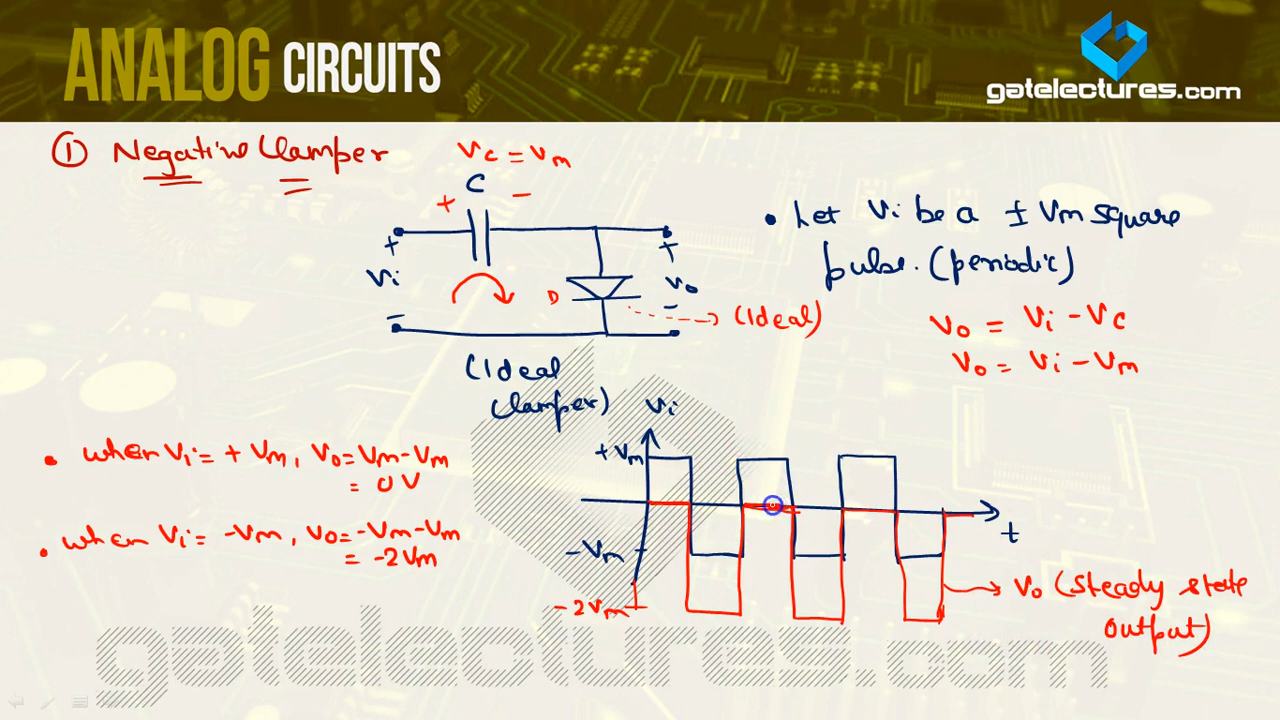 ANALOG CIRCUITS
gatelectures.com
① Negative Clamper
Vc = Vm
C
+ −
+
Vi
−
D
+
Vo
−
(Ideal)
(Ideal
Clamper)
• Let Vi be a ± Vm square
pulse. (periodic)
Vo = Vi − Vc
Vo = Vi − Vm
• when Vi = + Vm, Vo = Vm − Vm
= 0V
• when Vi = −Vm, Vo = −Vm − Vm
= −2Vm
Vi
+Vm
−Vm
−2Vm
t
Vo (Steady state
output)
gatelectures.com